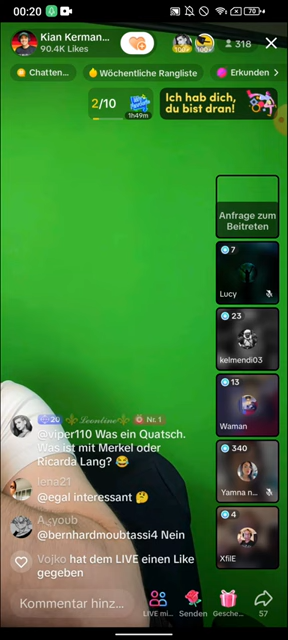 00:20
70
Kian Kerman...
90.4K Likes
318
Chatten...
Wöchentliche Rangliste
Erkunden
2/10
1h49m
Ich hab dich,
du bist dran!
Anfrage zum
Beitreten
7
Lucy
23
kelmendi03
13
Waman
340
Yamna n...
4
XfilE
20 Leonline Nr. 1
@viper110 Was ein Quatsch.
Was ist mit Merkel oder
Ricarda Lang? 😂
lena21
@egal interessant 🤔
@bernhardmoubtassi4 Nein
Vojko hat dem LIVE einen Like
gegeben
Kommentar hinz...
LIVE mi...
Senden
Gesche...
57